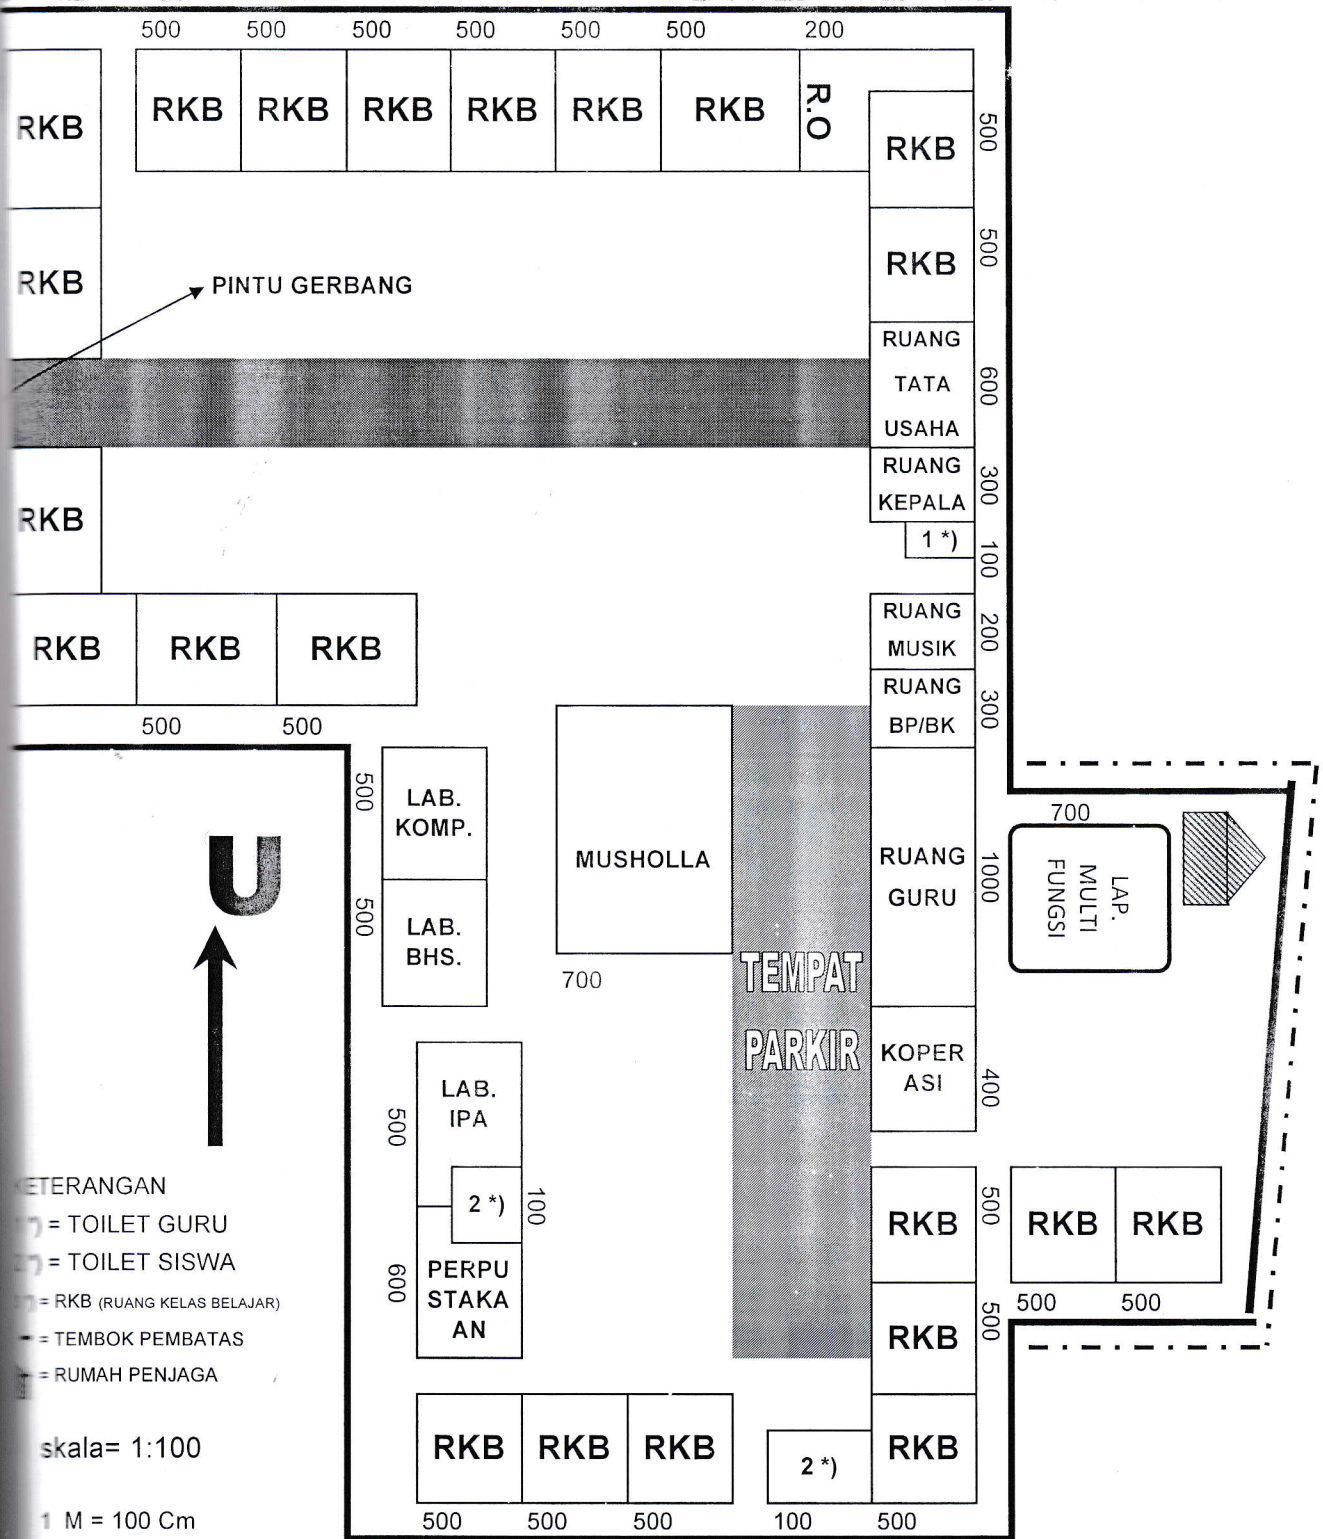 500 500 500 500 500 500 200
RKB RKB RKB RKB RKB RKB RKB R.O
RKB 500
RKB RKB 500
PINTU GERBANG
RUANG
TATA
USAHA
600
RUANG
KEPALA
300
RKB
1 *) 100
RKB RKB RKB
500 500
RUANG
MUSIK
200
RUANG
BP/BK
300
LAB.
KOMP.
500
LAB.
BHS.
500
MUSHOLLA
700
TEMPAT
PARKIR
RUANG
GURU
1000
700
LAP.
MULTI
FUNGSI
KOPER
ASI
400
U
LAB.
IPA
500
2 *) 100
PERPU
STAKA
AN
600
RKB 500 RKB RKB
500 500
RKB 500
RKB RKB RKB 2 *) RKB
500 500 500 100 500
KETERANGAN
1*) = TOILET GURU
2*) = TOILET SISWA
*) = RKB (RUANG KELAS BELAJAR)
= TEMBOK PEMBATAS
= RUMAH PENJAGA
skala= 1:100
1 M = 100 Cm